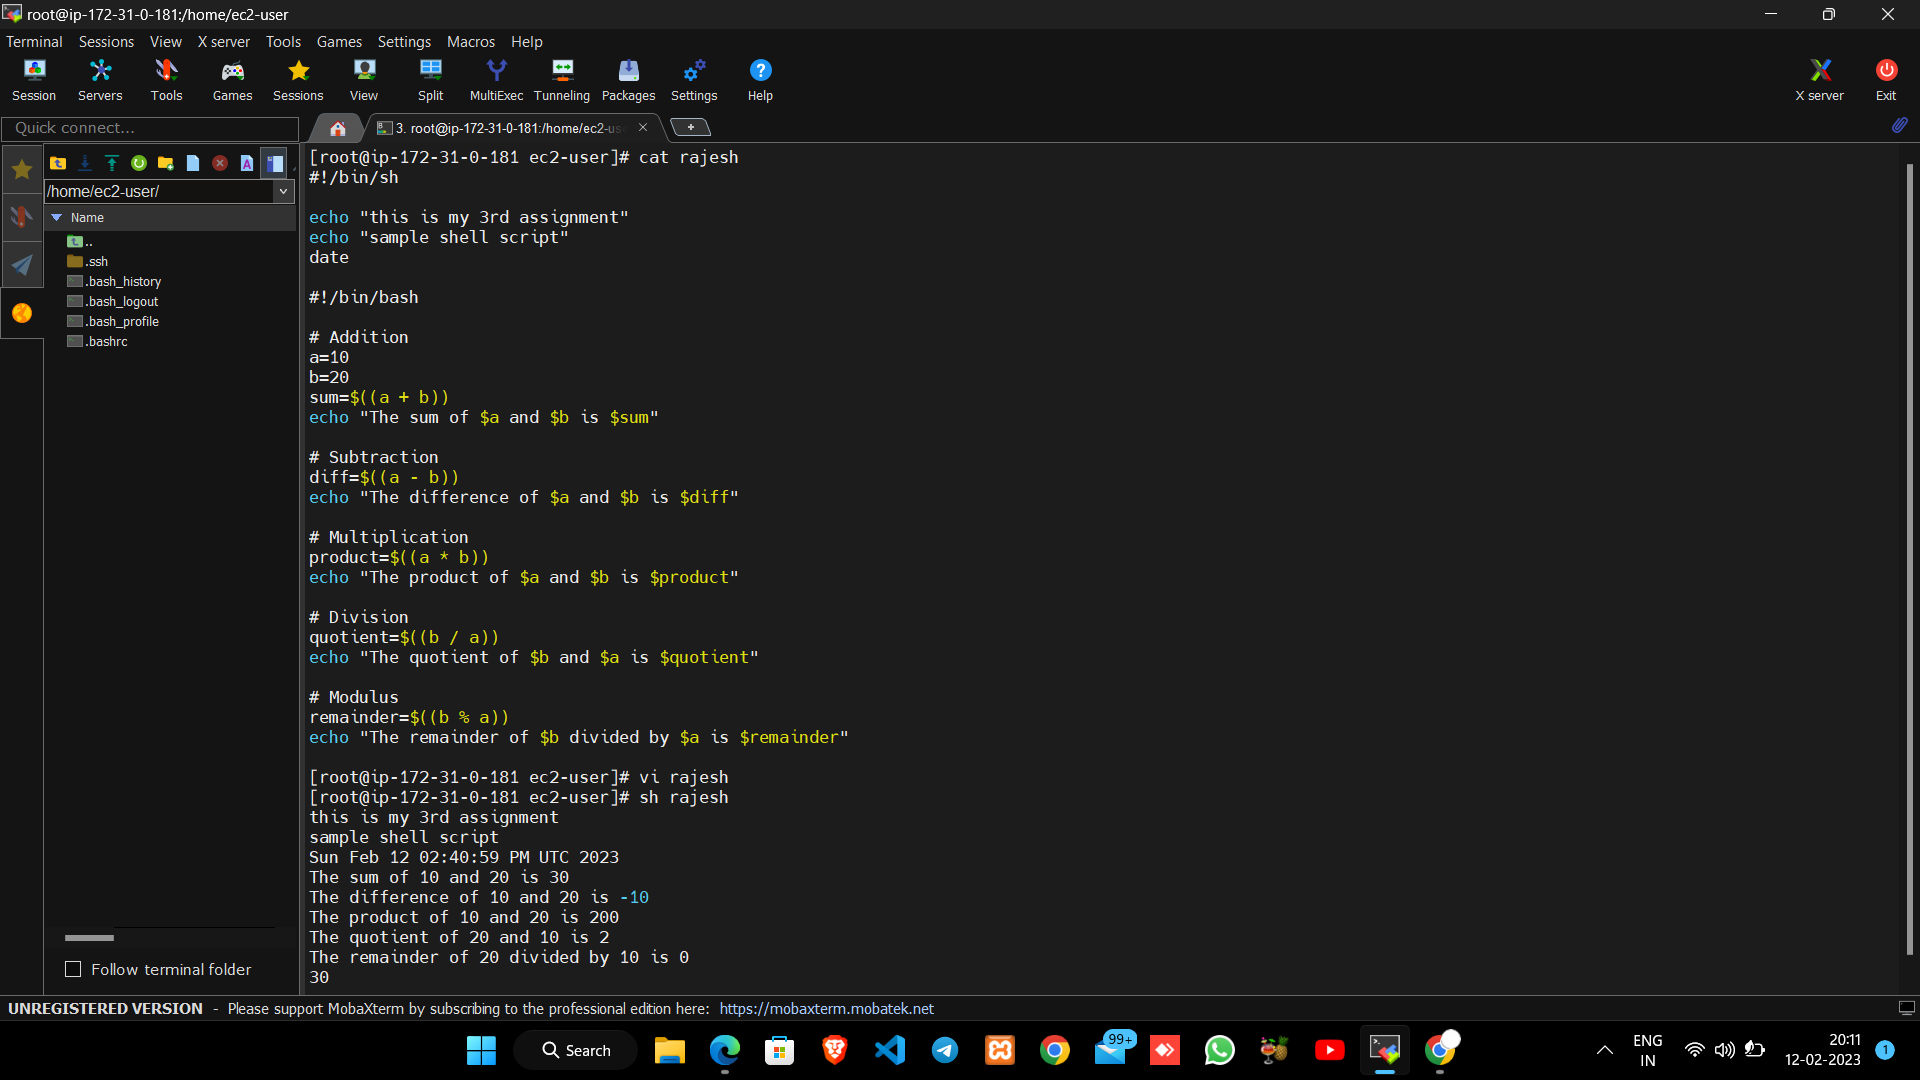 root@ip-172-31-0-181:/home/ec2-user
Terminal Sessions View X server Tools Games Settings Macros Help
Session Servers Tools Games Sessions View Split MultiExec Tunneling Packages Settings Help X server Exit
Quick connect...
3. root@ip-172-31-0-181:/home/ec2-us
/home/ec2-user/
Name
..
.ssh
.bash_history
.bash_logout
.bash_profile
.bashrc
Follow terminal folder
[root@ip-172-31-0-181 ec2-user]# cat rajesh
#!/bin/sh
echo "this is my 3rd assignment"
echo "sample shell script"
date
#!/bin/bash
# Addition
a=10
b=20
sum=$((a + b))
echo "The sum of $a and $b is $sum"
# Subtraction
diff=$((a - b))
echo "The difference of $a and $b is $diff"
# Multiplication
product=$((a * b))
echo "The product of $a and $b is $product"
# Division
quotient=$((b / a))
echo "The quotient of $b and $a is $quotient"
# Modulus
remainder=$((b % a))
echo "The remainder of $b divided by $a is $remainder"
[root@ip-172-31-0-181 ec2-user]# vi rajesh
[root@ip-172-31-0-181 ec2-user]# sh rajesh
this is my 3rd assignment
sample shell script
Sun Feb 12 02:40:59 PM UTC 2023
The sum of 10 and 20 is 30
The difference of 10 and 20 is -10
The product of 10 and 20 is 200
The quotient of 20 and 10 is 2
The remainder of 20 divided by 10 is 0
30
UNREGISTERED VERSION - Please support MobaXterm by subscribing to the professional edition here: https://mobaxterm.mobatek.net
Search
99+
ENG
IN
20:11
12-02-2023
1